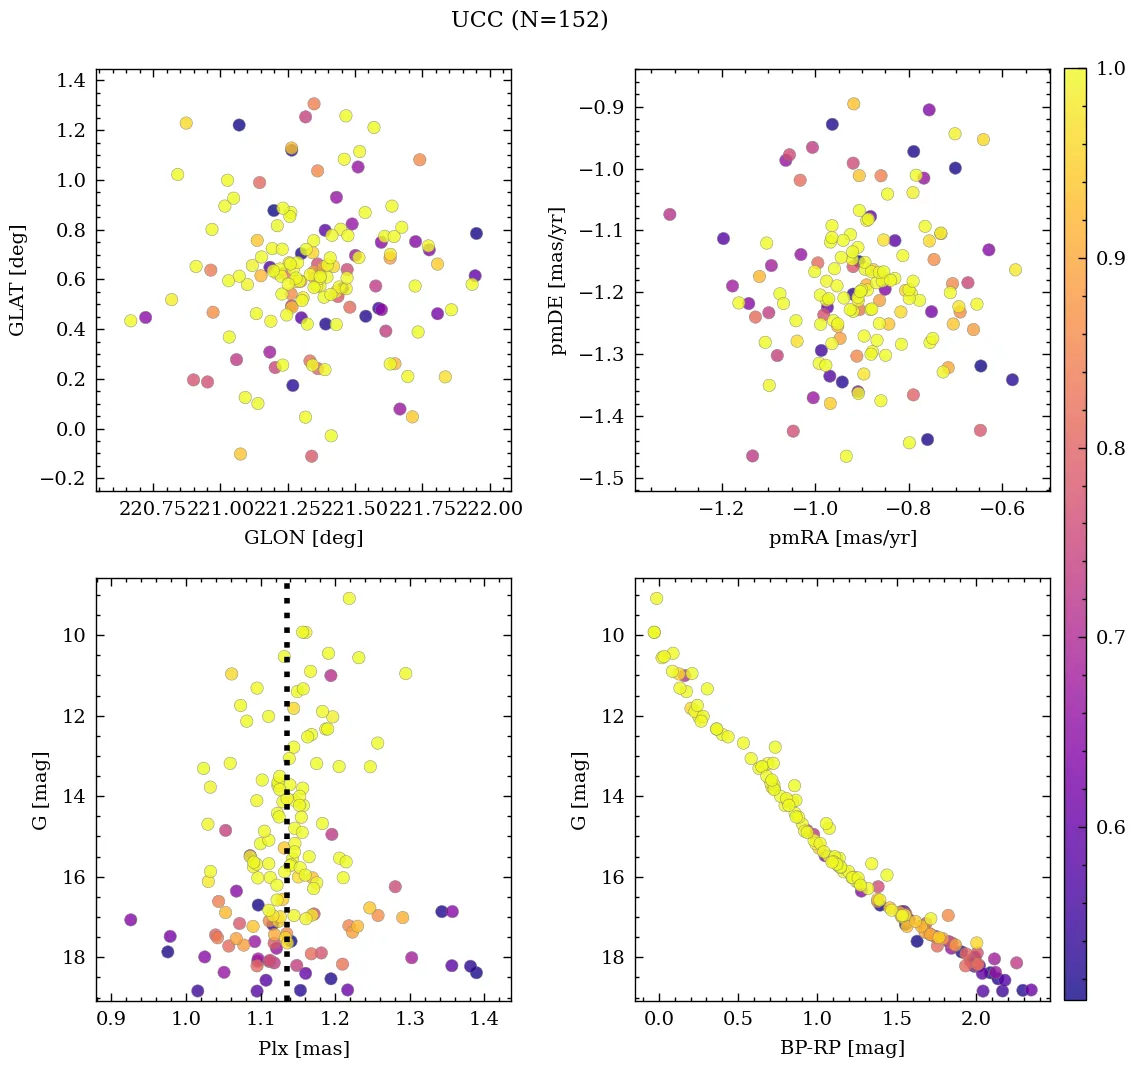 UCC (N=152)
1.4
1.2
1.0
0.8
0.6
0.4
0.2
0.0
−0.2
GLAT [deg]
220.75 221.00 221.25 221.50 221.75 222.00
GLON [deg]
−0.9
−1.0
−1.1
−1.2
−1.3
−1.4
−1.5
pmDE [mas/yr]
−1.2 −1.0 −0.8 −0.6
pmRA [mas/yr]
10
12
14
16
18
G [mag]
0.9 1.0 1.1 1.2 1.3 1.4
Plx [mas]
10
12
14
16
18
G [mag]
0.0 0.5 1.0 1.5 2.0
BP-RP [mag]
1.0
0.9
0.8
0.7
0.6